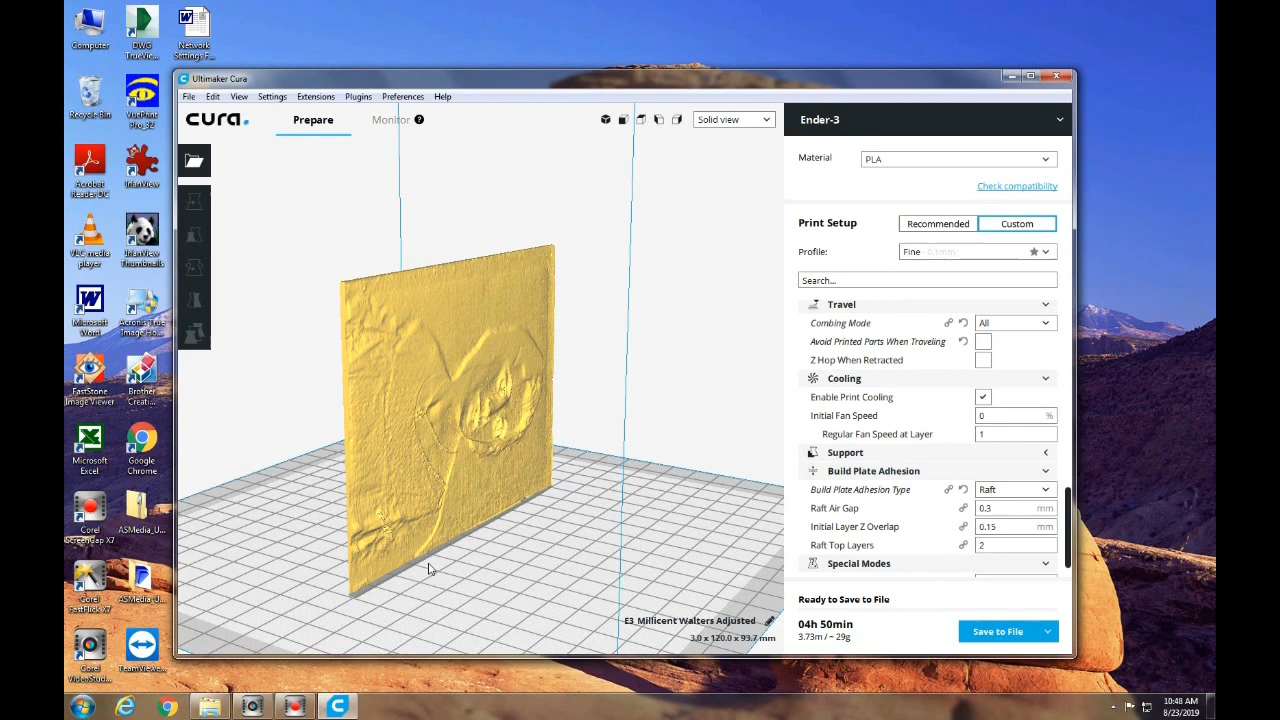 Computer
DWG TrueVie...
Network Settings F...
Recycle Bin
VuePrint Pro_32
Acrobat Reader DC
IrfanView
VLC media player
IrfanView Thumbnails
Microsoft Word
Acronis True Image Ho...
FastStone Image Viewer
Brother Creati...
Microsoft Excel
Google Chrome
Corel ScreenCap X7
ASMedia_U...
Corel FastFlick X7
ASMedia_U...
Corel VideoStud...
TeamViewe...
Ultimaker Cura
File Edit View Settings Extensions Plugins Preferences Help
cura.
Prepare
Monitor ?
Solid view
Ender-3
Material PLA
Check compatibility
Print Setup Recommended Custom
Profile: Fine - 0.1mm
Search...
Travel
Combing Mode All
Avoid Printed Parts When Traveling
Z Hop When Retracted
Cooling
Enable Print Cooling
Initial Fan Speed 0 %
Regular Fan Speed at Layer 1
Support
Build Plate Adhesion
Build Plate Adhesion Type Raft
Raft Air Gap 0.3 mm
Initial Layer Z Overlap 0.15 mm
Raft Top Layers 2
Special Modes
Ready to Save to File
04h 50min
3.73m / ~ 29g
Save to File
E3_Millicent Walters Adjusted
3.0 x 120.0 x 93.7 mm
10:48 AM
8/23/2019